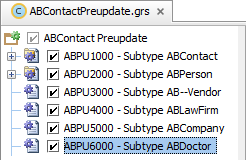 ABContactPreupdate.grs
ABContact Preupdate
ABPU1000 - Subtype ABContact
ABPU2000 - Subtype ABPerson
ABPU3000 - Subtype AB--Vendor
ABPU4000 - Subtype ABLawFirm
ABPU5000 - Subtype ABCompany
ABPU6000 - Subtype ABDoctor